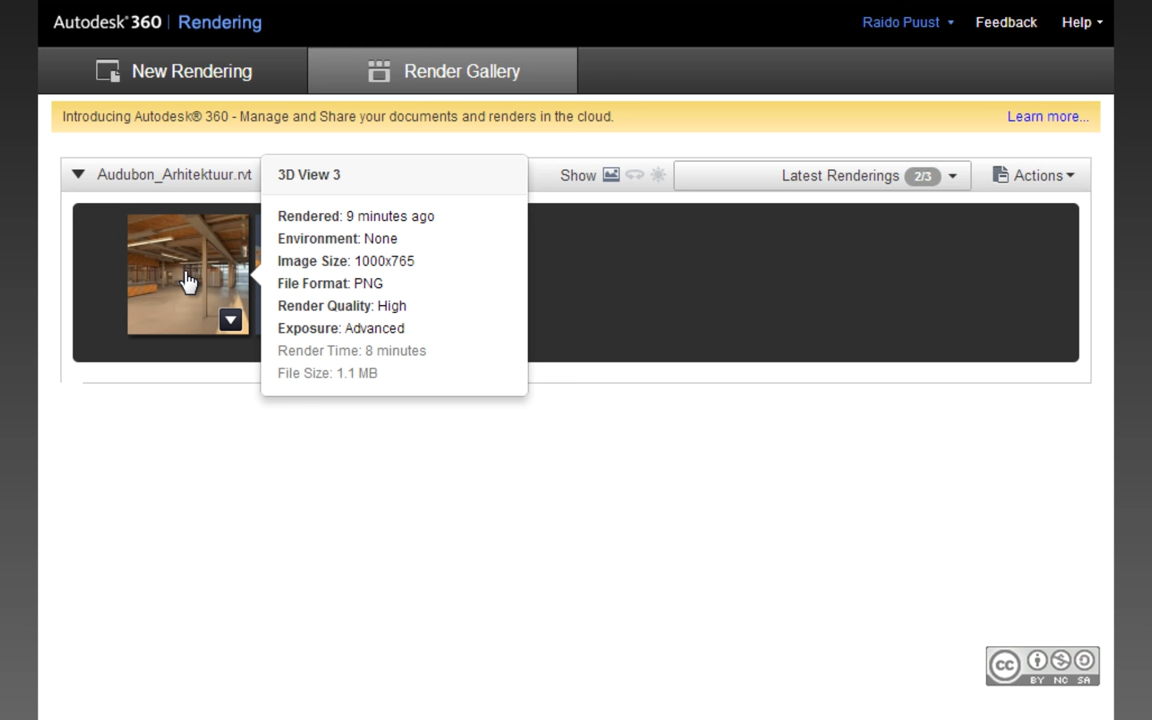 Autodesk® 360 | Rendering
Raido Puust
Feedback
Help
New Rendering
Render Gallery
Introducing Autodesk® 360 - Manage and Share your documents and renders in the cloud.
Learn more...
Audubon_Arhitektuur.rvt
3D View 3
Show
Latest Renderings 2/3
Actions
Rendered: 9 minutes ago
Environment: None
Image Size: 1000x765
File Format: PNG
Render Quality: High
Exposure: Advanced
Render Time: 8 minutes
File Size: 1.1 MB
cc
BY NC SA